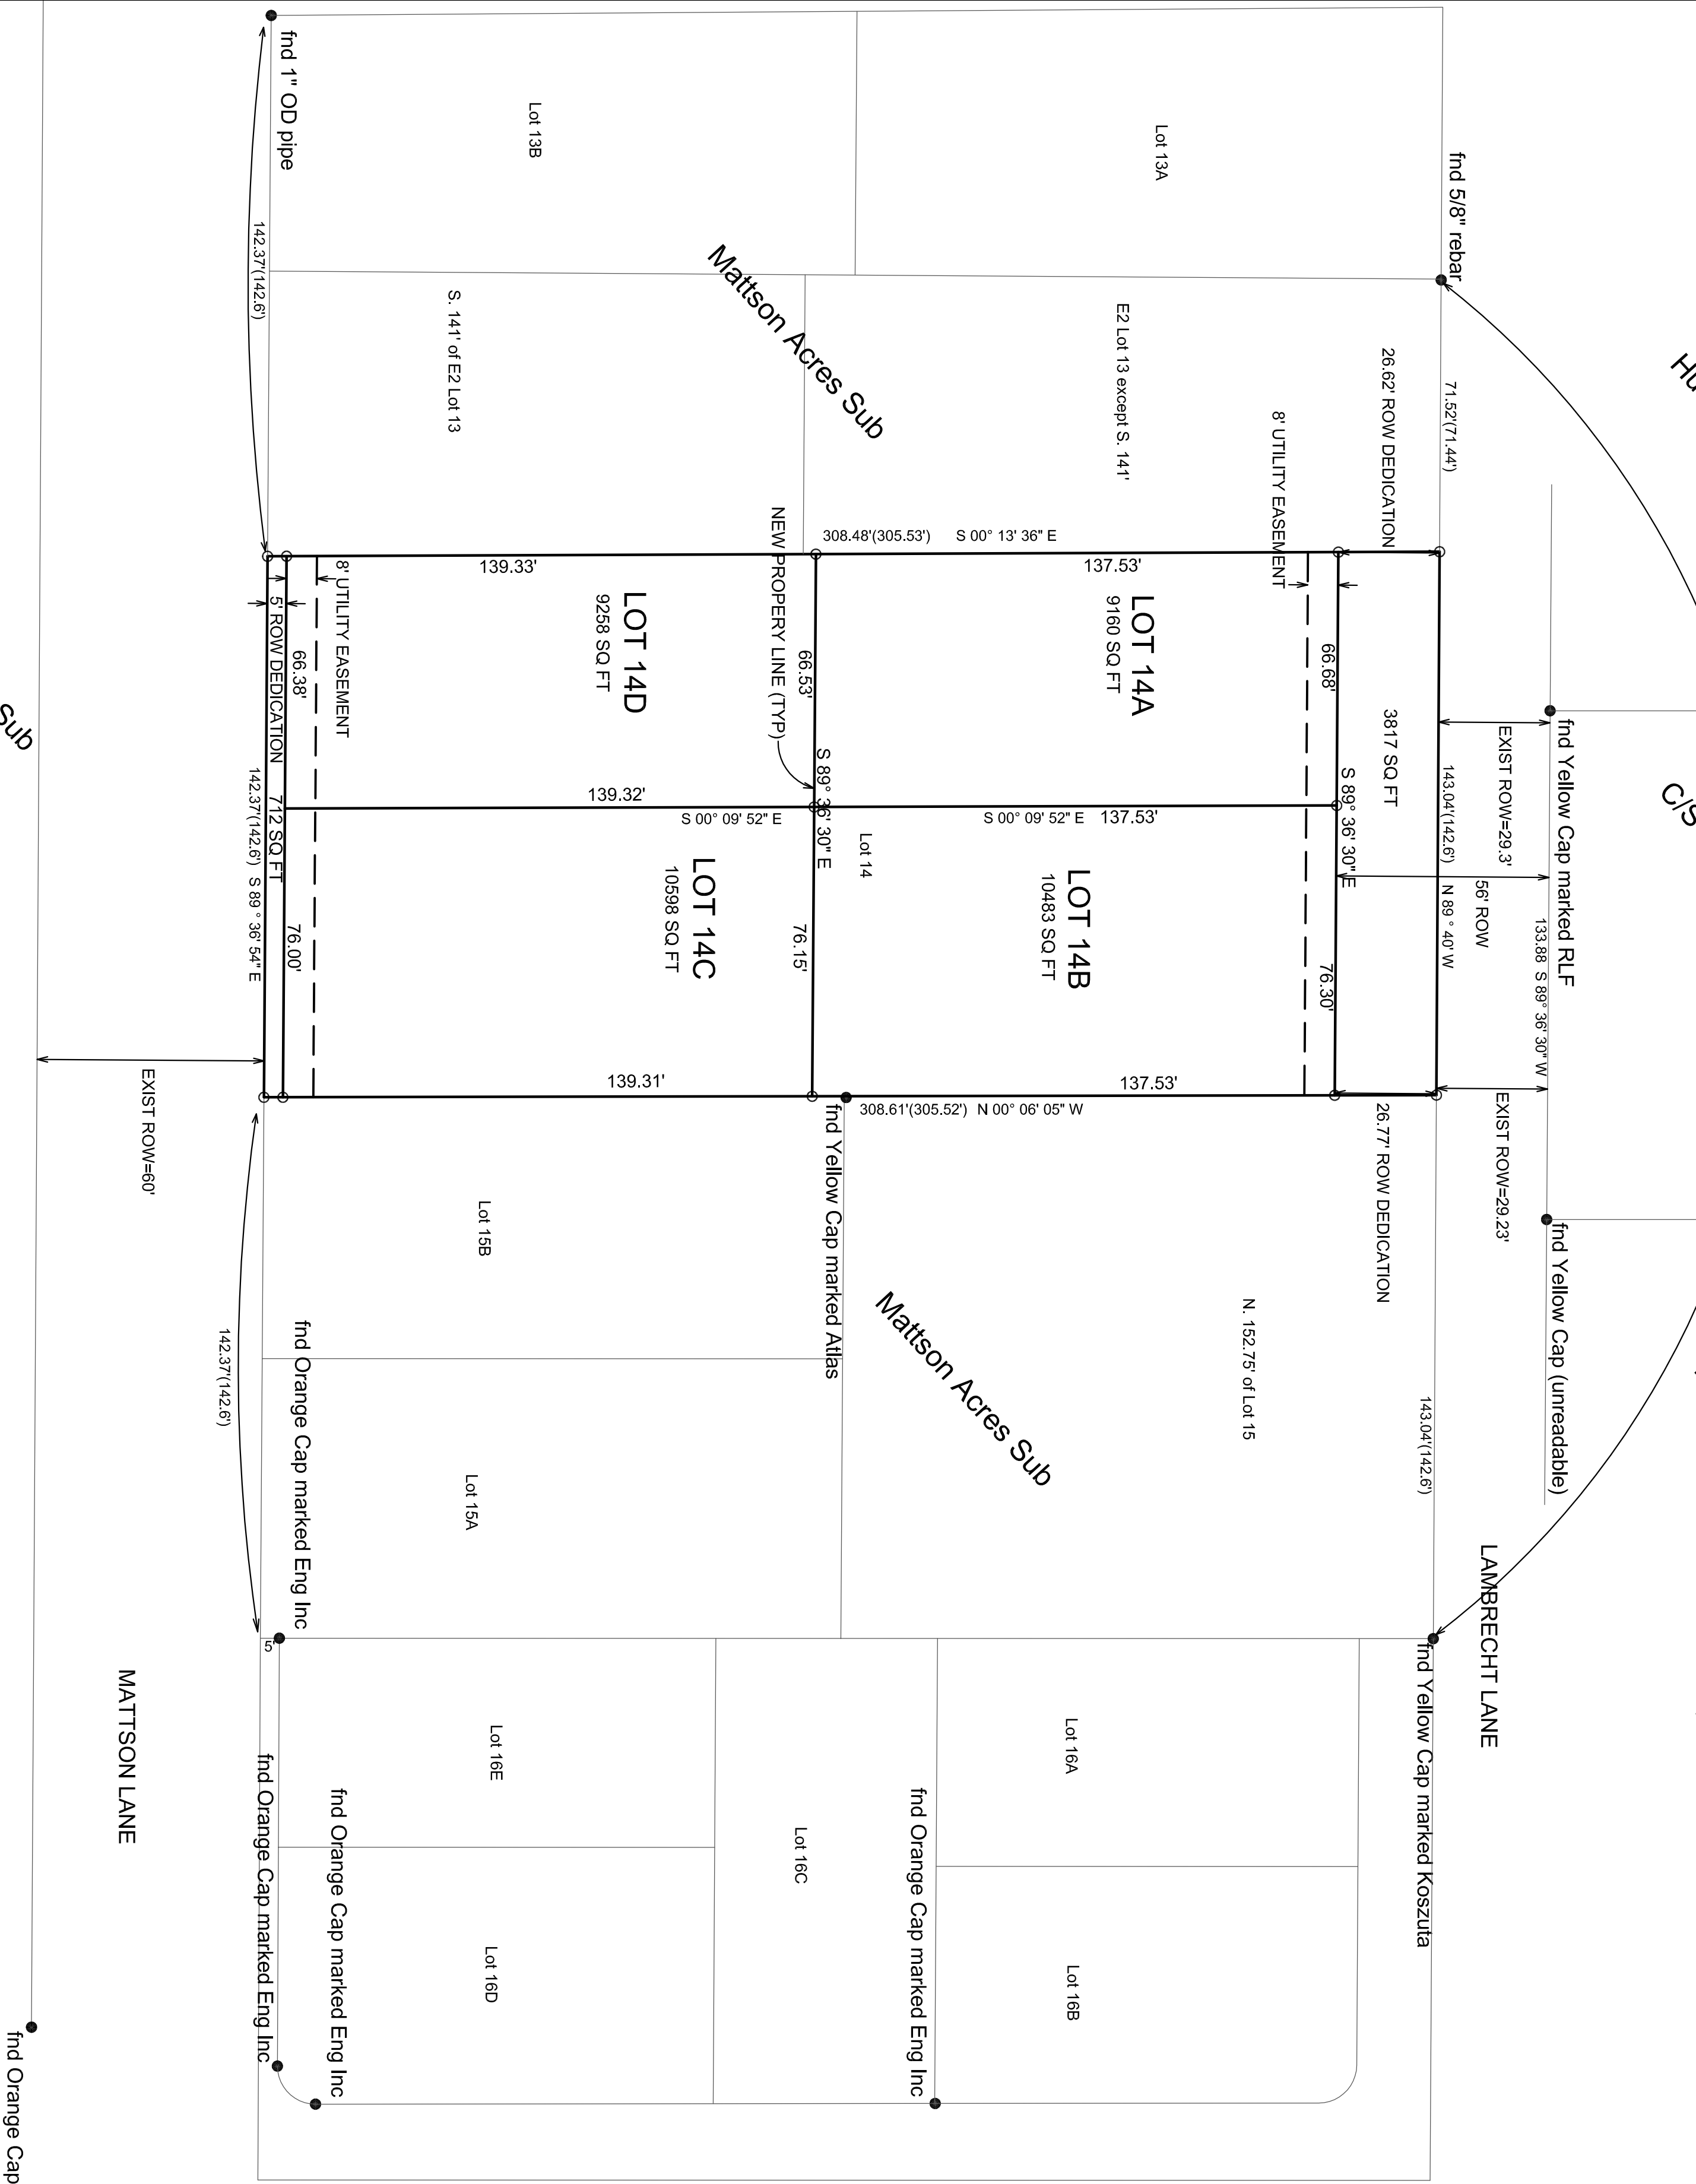 Hu
C/S
LAMBRECHT LANE
fnd 5/8" rebar
71.52'(71.44')
26.62' ROW DEDICATION
EXIST ROW=29.3'
fnd Yellow Cap marked RLF
133.88 S 89° 36' 30" W
56' ROW
143.04'(142.6') N 89 ° 40' W
EXIST ROW=29.23'
fnd Yellow Cap (unreadable)
26.77' ROW DEDICATION
143.04'(142.6')
fnd Yellow Cap marked Koszuta
3817 SQ FT
S 89° 36' 30" E
66.68'
76.30'
8' UTILITY EASEMENT
Lot 13A
E2 Lot 13 except S. 141'
LOT 14A
9160 SQ FT
LOT 14B
10483 SQ FT
N. 152.75' of Lot 15
Lot 16A
Lot 16B
137.53'
308.48'(305.53') S 00° 13' 36" E
S 00° 09' 52" E 137.53'
137.53'
308.61'(305.52') N 00° 06' 05" W
Lot 14
Mattson Acres Sub
Mattson Acres Sub
NEW PROPERY LINE (TYP)
66.53'
S 89° 36' 30" E
76.15'
fnd Yellow Cap marked Atlas
fnd Orange Cap marked Eng Inc
Lot 16C
139.33'
139.32'
S 00° 09' 52" E
139.31'
LOT 14D
9258 SQ FT
LOT 14C
10598 SQ FT
Lot 13B
S. 141' of E2 Lot 13
Lot 15B
Lot 15A
Lot 16E
Lot 16D
8' UTILITY EASEMENT
66.38'
76.00'
5' ROW DEDICATION
712 SQ FT
fnd 1" OD pipe
142.37'(142.6')
142.37'(142.6') S 89 ° 36' 54" E
142.37'(142.6')
fnd Orange Cap marked Eng Inc
5'
fnd Orange Cap marked Eng Inc
fnd Orange Cap marked Eng Inc
EXIST ROW=60'
MATTSON LANE
Sub
fnd Orange Cap